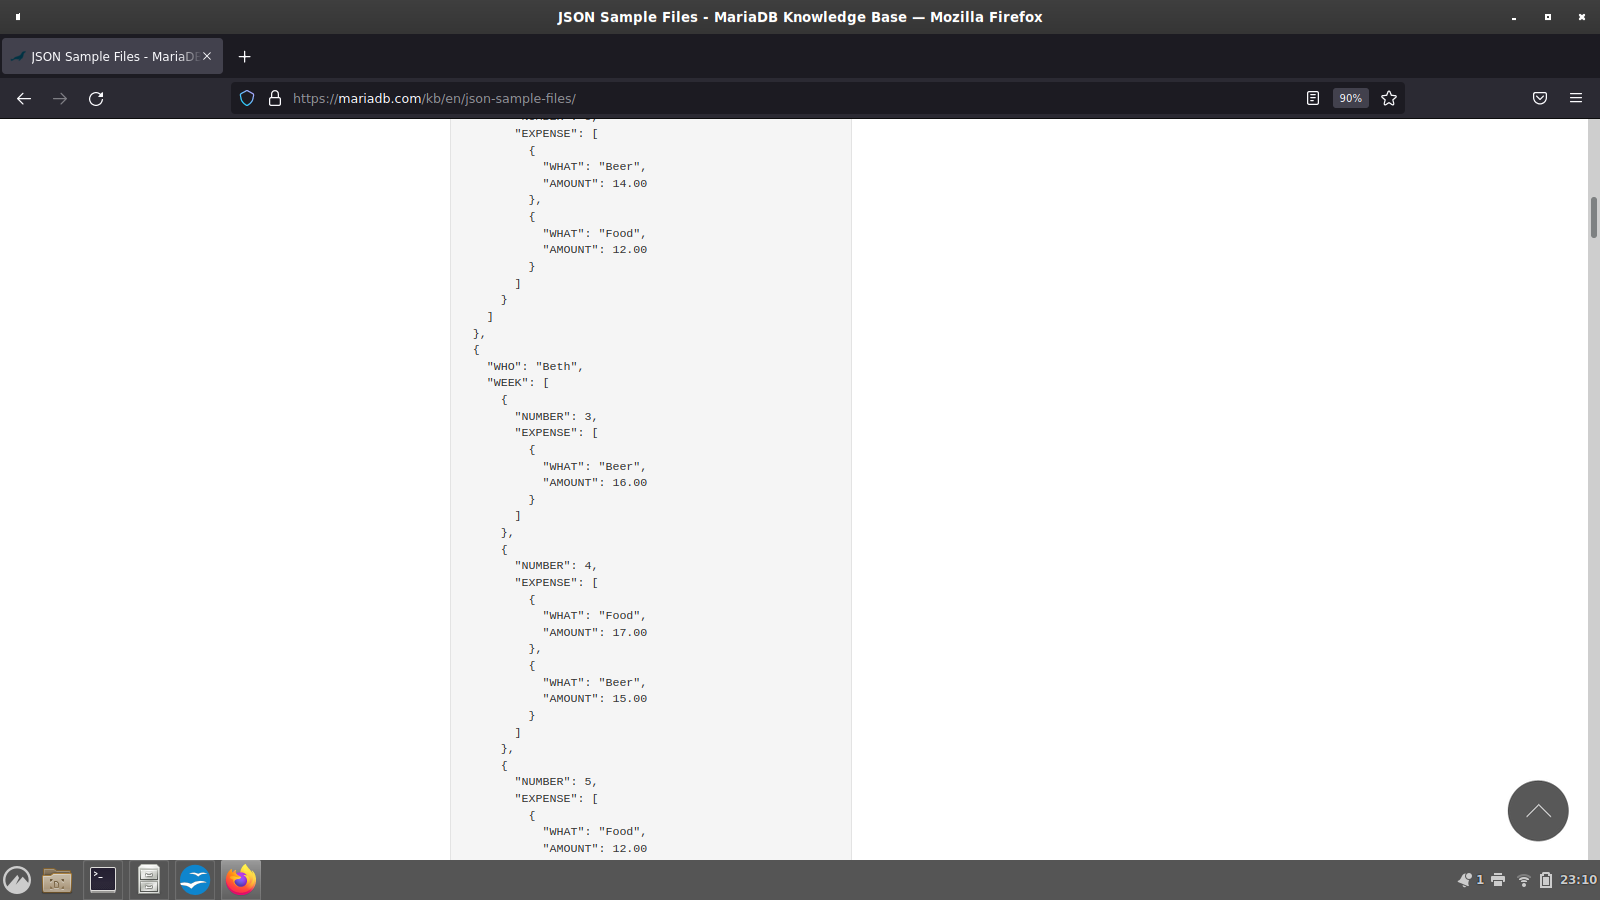 JSON Sample Files - MariaDB Knowledge Base — Mozilla Firefox
JSON Sample Files - MariaDB
https://mariadb.com/kb/en/json-sample-files/
90%
"EXPENSE": [
{
"WHAT": "Beer",
"AMOUNT": 14.00
},
{
"WHAT": "Food",
"AMOUNT": 12.00
}
]
}
]
},
{
"WHO": "Beth",
"WEEK": [
{
"NUMBER": 3,
"EXPENSE": [
{
"WHAT": "Beer",
"AMOUNT": 16.00
}
]
},
{
"NUMBER": 4,
"EXPENSE": [
{
"WHAT": "Food",
"AMOUNT": 17.00
},
{
"WHAT": "Beer",
"AMOUNT": 15.00
}
]
},
{
"NUMBER": 5,
"EXPENSE": [
{
"WHAT": "Food",
"AMOUNT": 12.00
1
23:10